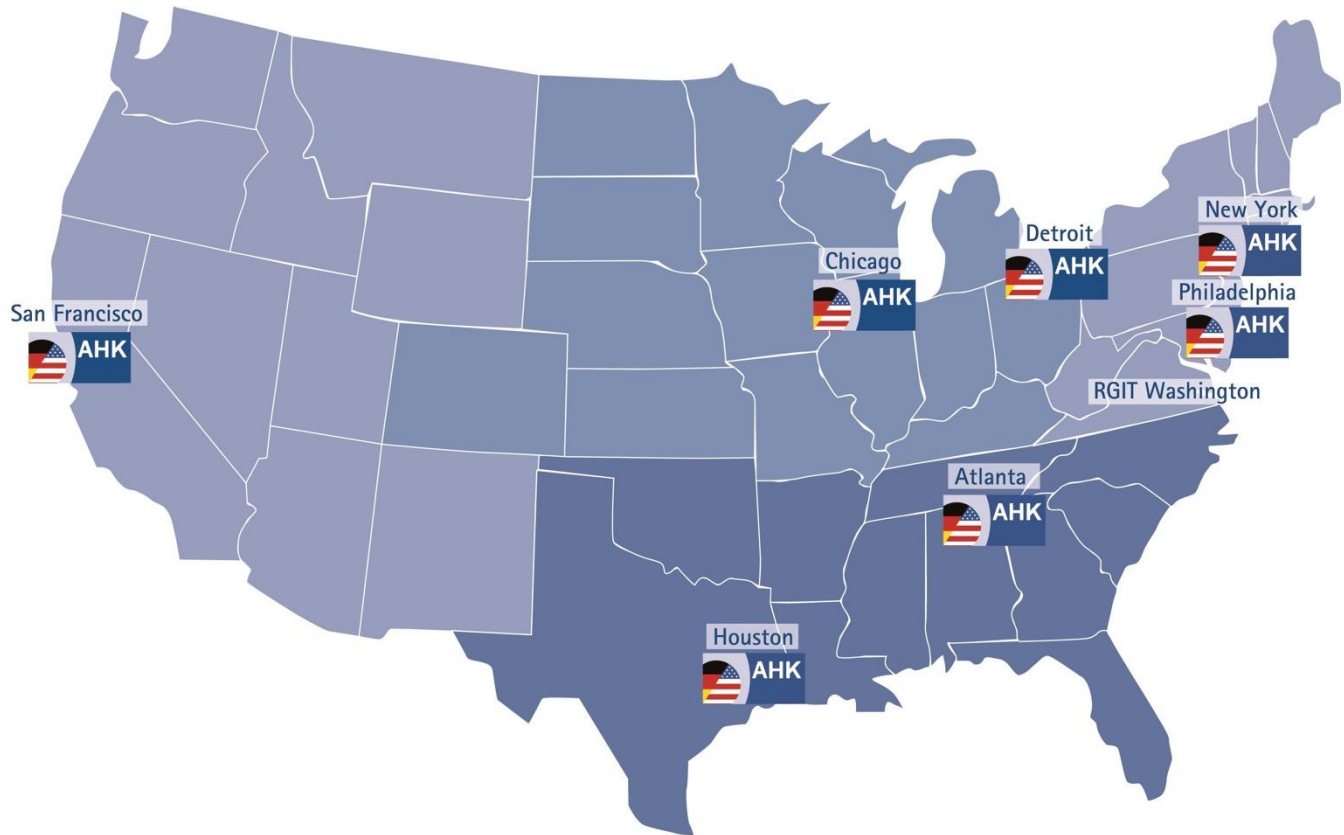 New York
AHK
Detroit
AHK
Chicago
AHK
Philadelphia
AHK
San Francisco
AHK
RGIT Washington
Atlanta
AHK
Houston
AHK